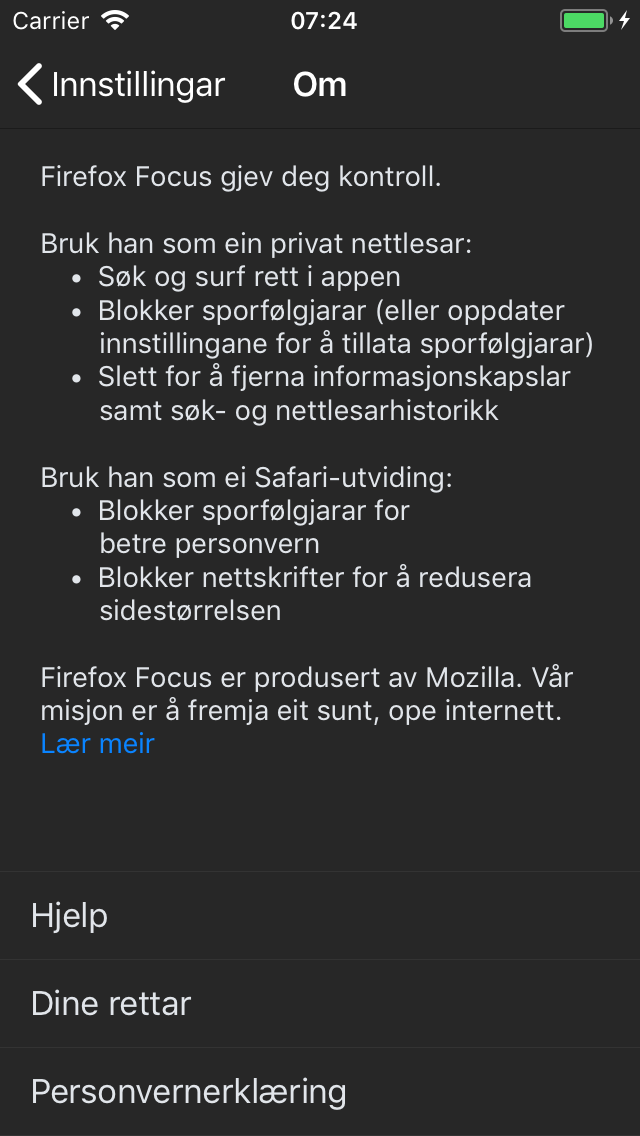 Carrier 07:24
Innstillingar Om
Firefox Focus gjev deg kontroll.
Bruk han som ein privat nettlesar:
• Søk og surf rett i appen
• Blokker sporfølgjarar (eller oppdater
innstillingane for å tillata sporfølgjarar)
• Slett for å fjerna informasjonskapslar
samt søk- og nettlesarhistorikk
Bruk han som ei Safari-utviding:
• Blokker sporfølgjarar for
betre personvern
• Blokker nettskrifter for å redusera
sidestørrelsen
Firefox Focus er produsert av Mozilla. Vår
misjon er å fremja eit sunt, ope internett.
Lær meir
Hjelp
Dine rettar
Personvernerklæring